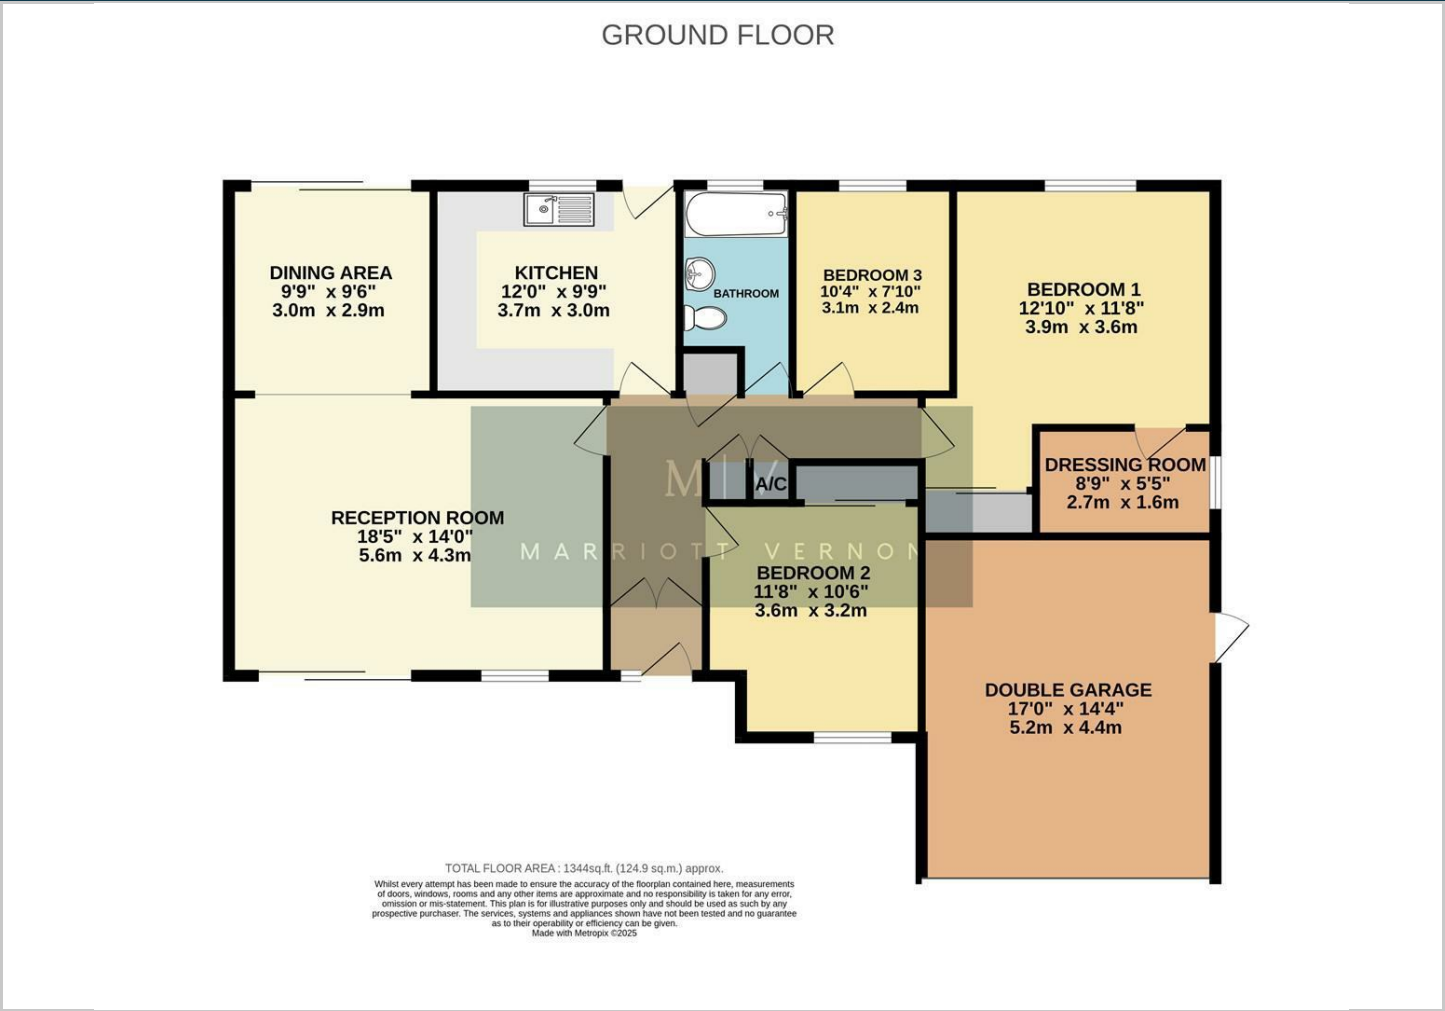 GROUND FLOOR
DINING AREA
9'9" x 9'6"
3.0m x 2.9m
KITCHEN
12'0" x 9'9"
3.7m x 3.0m
BATHROOM
BEDROOM 3
10'4" x 7'10"
3.1m x 2.4m
BEDROOM 1
12'10" x 11'8"
3.9m x 3.6m
DRESSING ROOM
8'9" x 5'5"
2.7m x 1.6m
A/C
M | V
MARRIOTT VERNON
RECEPTION ROOM
18'5" x 14'0"
5.6m x 4.3m
BEDROOM 2
11'8" x 10'6"
3.6m x 3.2m
DOUBLE GARAGE
17'0" x 14'4"
5.2m x 4.4m
TOTAL FLOOR AREA : 1344sq.ft. (124.9 sq.m.) approx.
Whilst every attempt has been made to ensure the accuracy of the floorplan contained here, measurements
of doors, windows, rooms and any other items are approximate and no responsibility is taken for any error,
omission or mis-statement. This plan is for illustrative purposes only and should be used as such by any
prospective purchaser. The services, systems and appliances shown have not been tested and no guarantee
as to their operability or efficiency can be given.
Made with Metropix ©2025